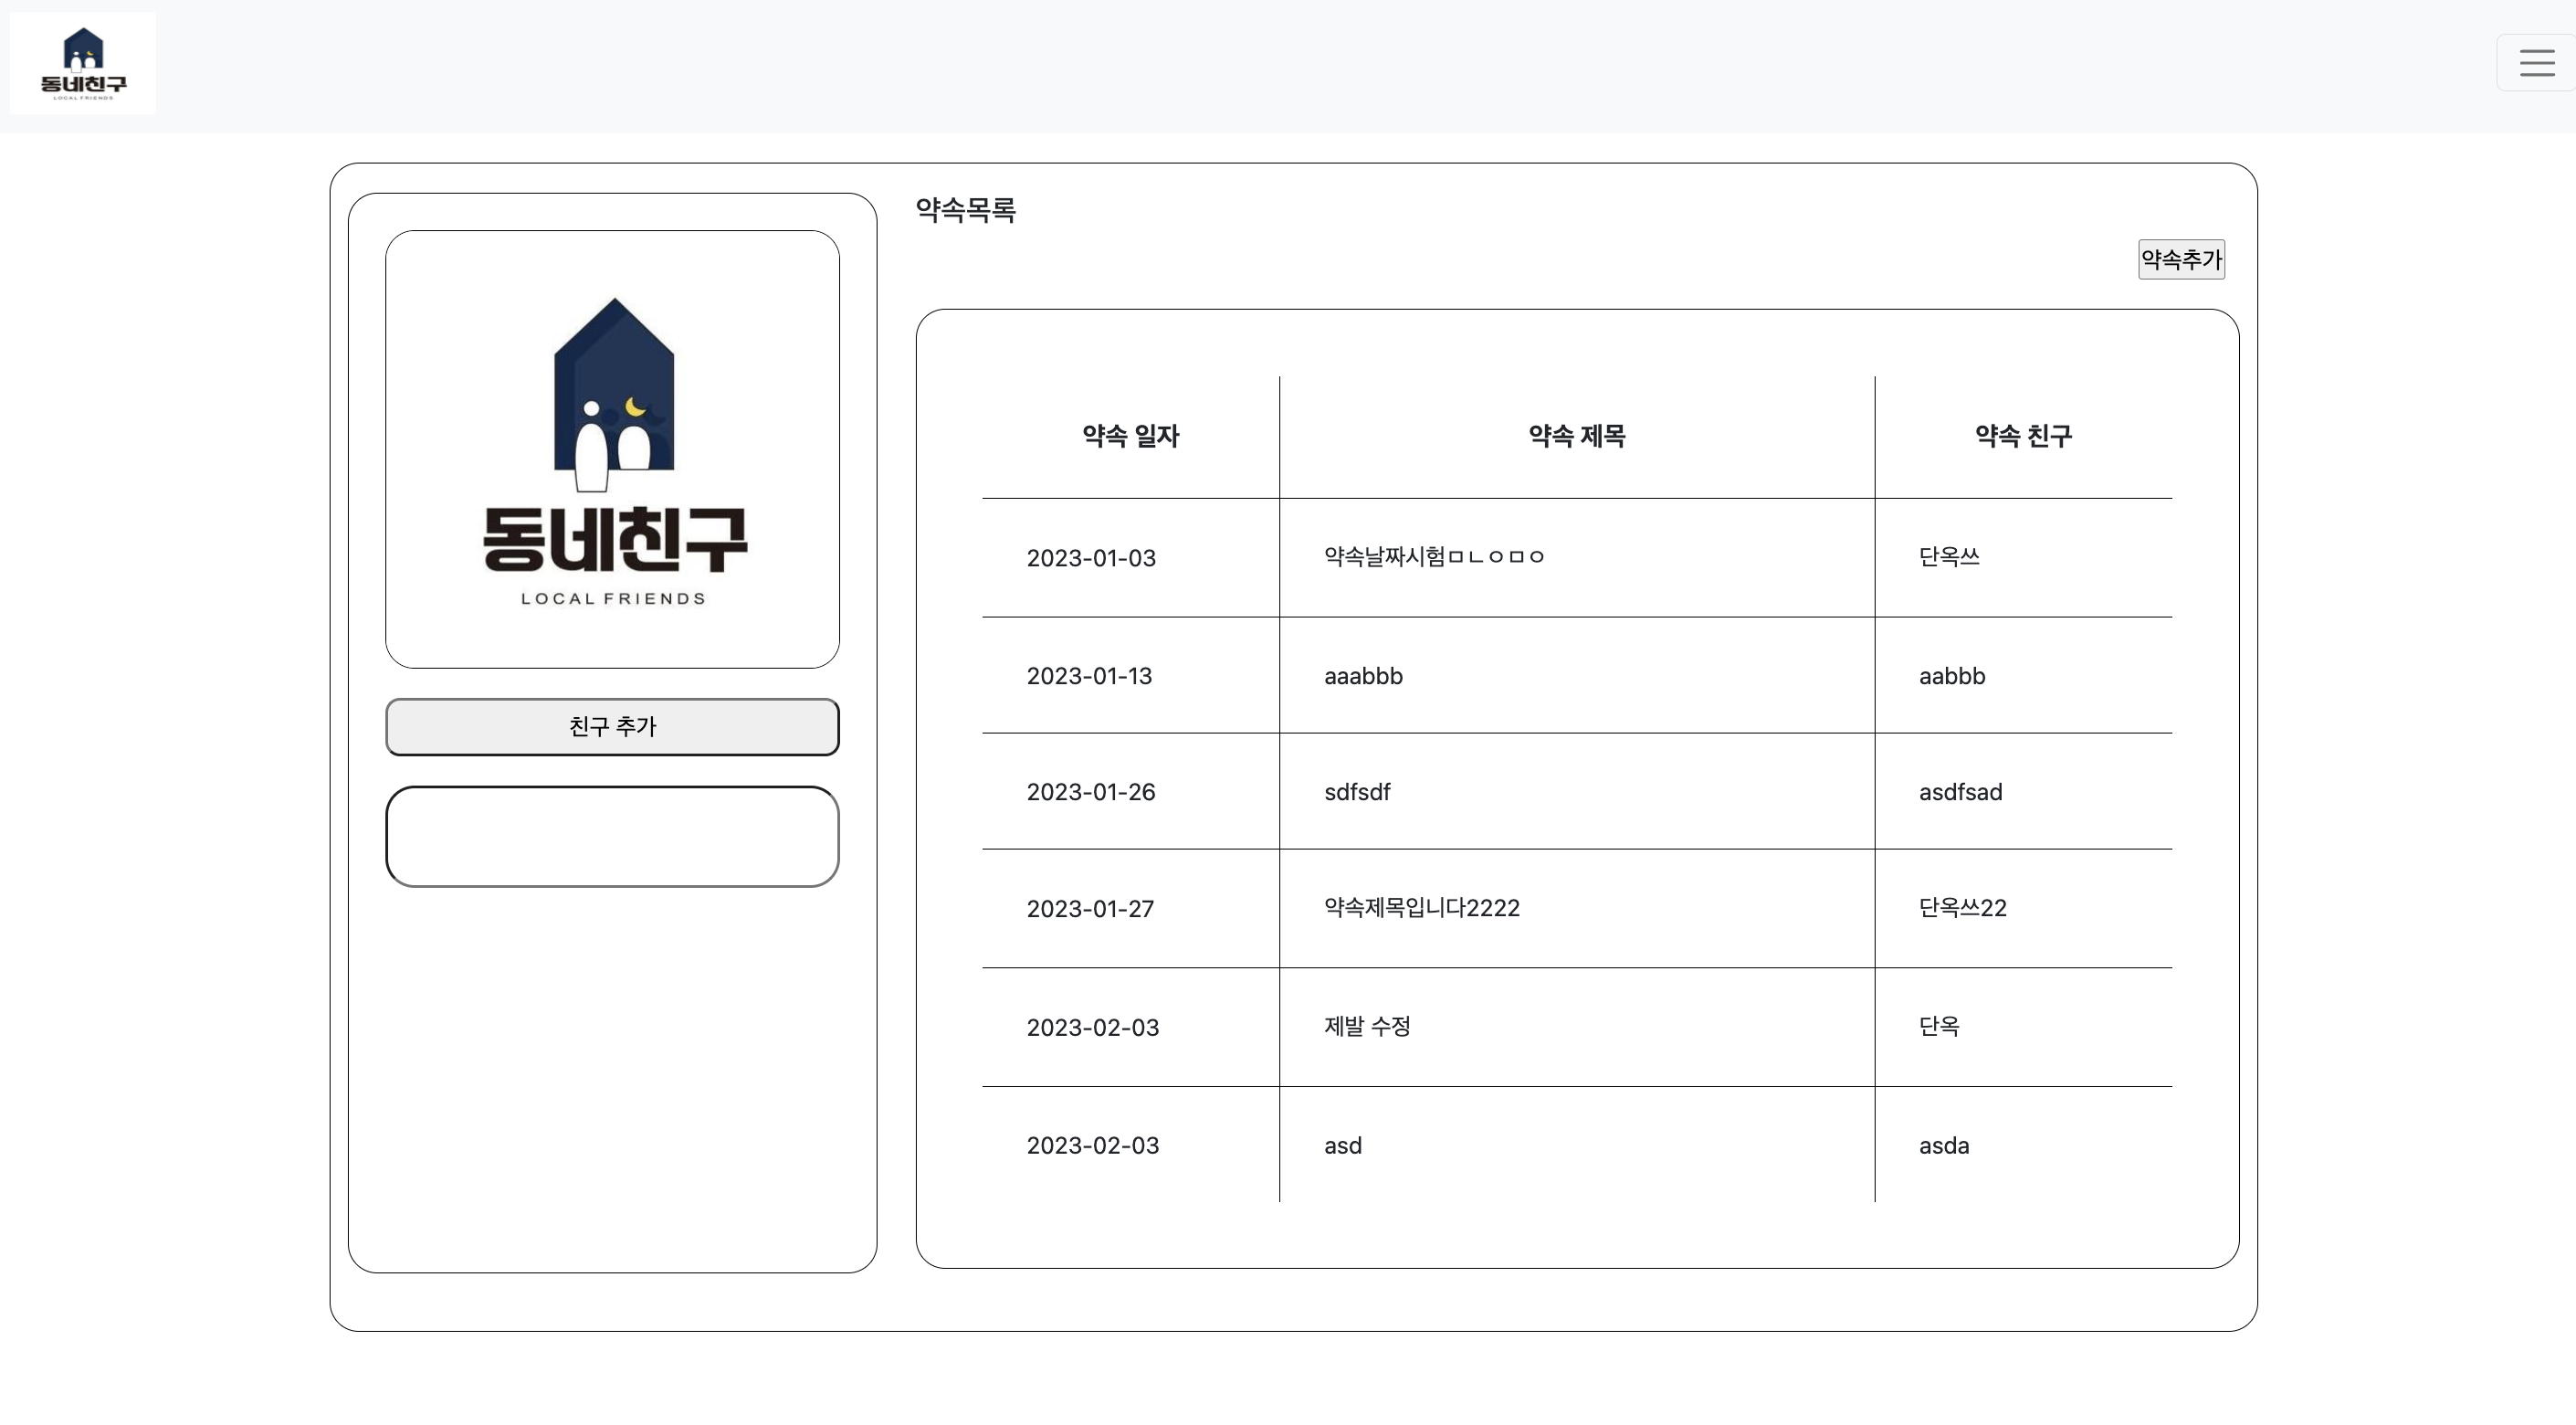 동네친구
LOCAL FRIENDS
동네친구
LOCAL FRIENDS
친구 추가
약속목록
약속추가
약속 일자 약속 제목 약속 친구
2023-01-03 약속날짜시험ㅁㄴㅇㅁㅇ 단옥쓰
2023-01-13 aaabbb aabbb
2023-01-26 sdfsdf asdfsad
2023-01-27 약속제목입니다2222 단옥쓰22
2023-02-03 제발 수정 단옥
2023-02-03 asd asda